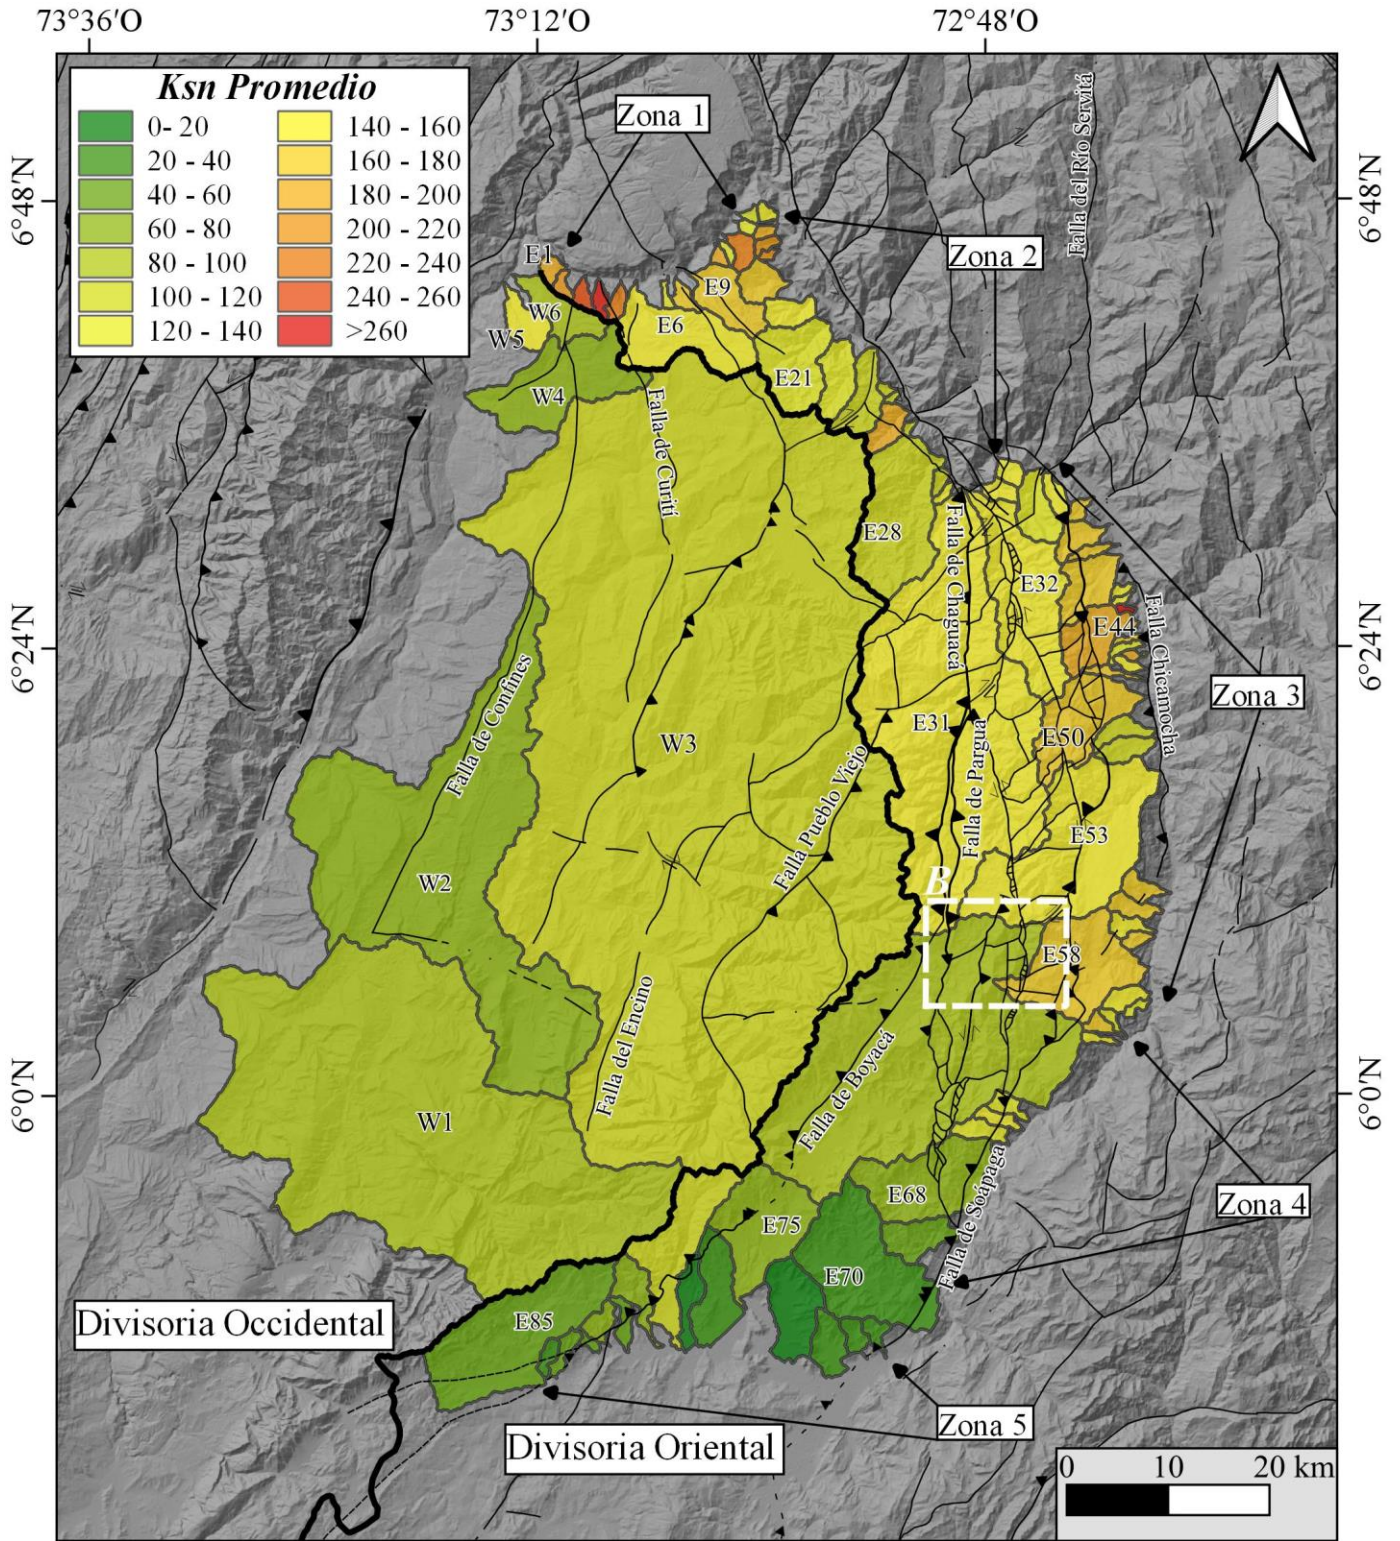 73°36'O
73°12'O
72°48'O
Ksn Promedio
0- 20
20 - 40
40 - 60
60 - 80
80 - 100
100 - 120
120 - 140
140 - 160
160 - 180
180 - 200
200 - 220
220 - 240
240 - 260
>260
Zona 1
Falla del Río Servitá
6°48'N
6°48'N
Zona 2
E1
E9
W6
W5
E6
E21
W4
Falla de Curití
E28
Falla de Chaguacá
E32
E44
Falla Chicamocha
6°24'N
6°24'N
Zona 3
Falla de Confines
W3
E31
E50
Falla de Pargua
Falla Pueblo Viejo
E53
W2
B
E58
Falla del Encino
Falla de Boyacá
6°0'N
6°0'N
W1
Falla de Soápaga
E68
Zona 4
E75
E70
E85
Divisoria Occidental
Zona 5
Divisoria Oriental
0 10 20 km